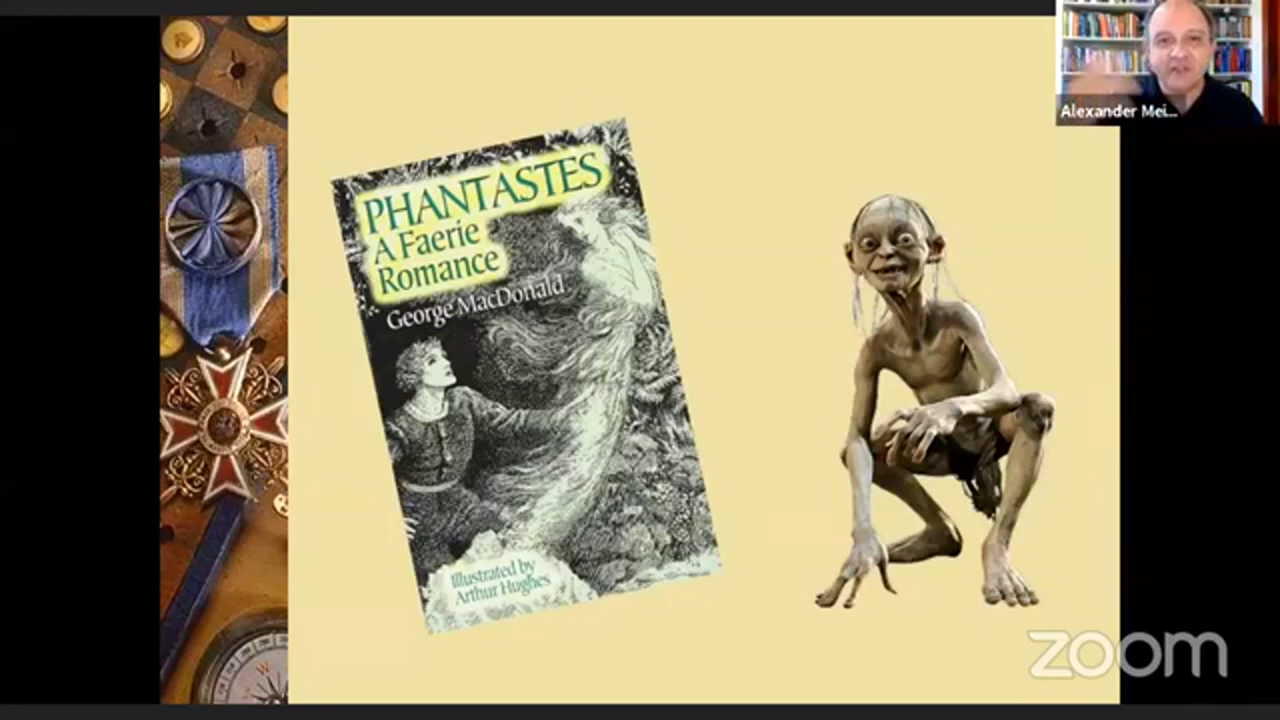 Alexander Mei...
PHANTASTES
A Faerie
Romance
George MacDonald
Illustrated by
Arthur Hughes
W
zoom